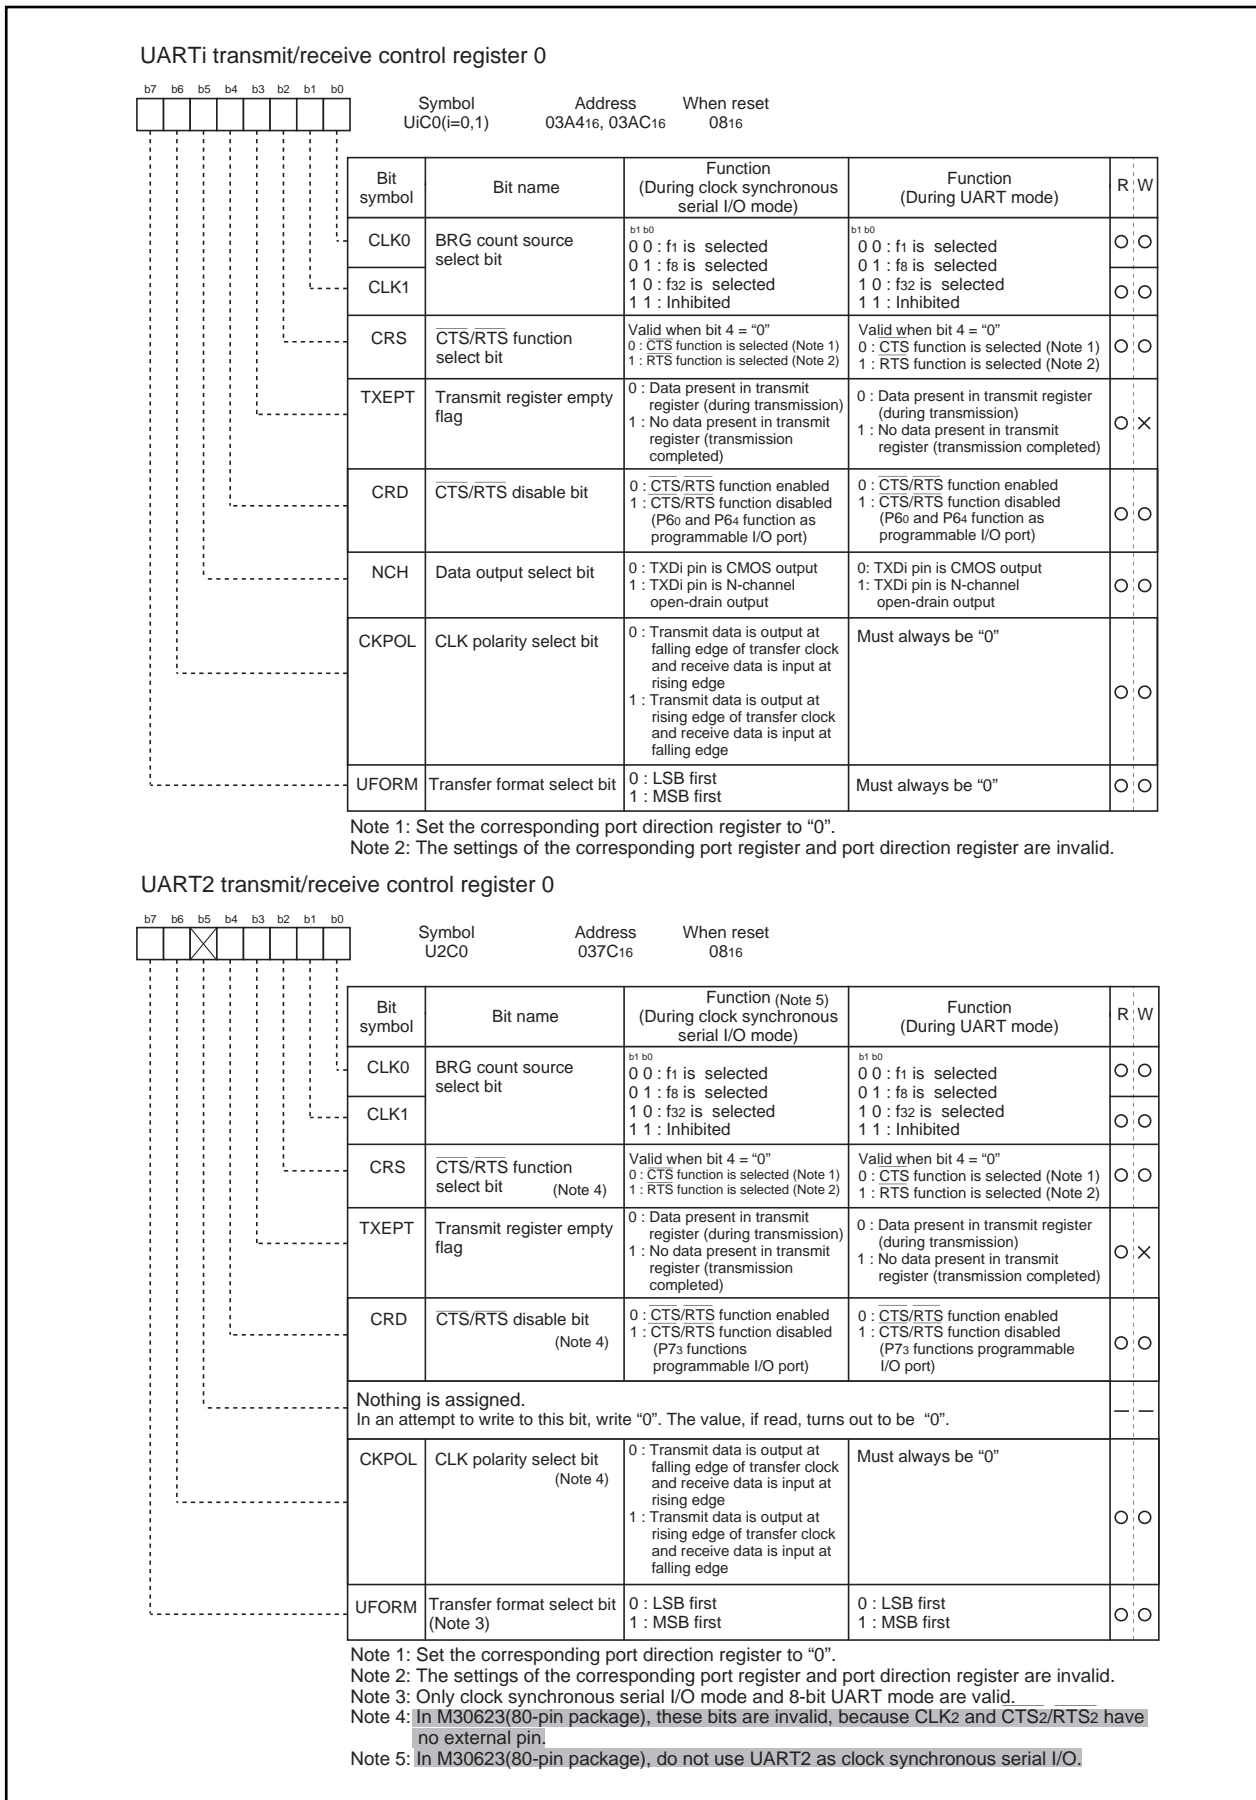 UARTi transmit/receive control register 0
b7 b6 b5 b4 b3 b2 b1 b0
Symbol Address When reset
UiC0(i=0,1) 03A416, 03AC16 0816
Bit symbol Bit name Function (During clock synchronous serial I/O mode) Function (During UART mode) R W
CLK0 BRG count source select bit
CLK1
b1 b0
0 0 : f1 is selected
0 1 : f8 is selected
1 0 : f32 is selected
1 1 : Inhibited
b1 b0
0 0 : f1 is selected
0 1 : f8 is selected
1 0 : f32 is selected
1 1 : Inhibited
CRS CTS/RTS function select bit
Valid when bit 4 = “0”
0 : CTS function is selected (Note 1)
1 : RTS function is selected (Note 2)
Valid when bit 4 = “0”
0 : CTS function is selected (Note 1)
1 : RTS function is selected (Note 2)
TXEPT Transmit register empty flag
0 : Data present in transmit
register (during transmission)
1 : No data present in transmit
register (transmission
completed)
0 : Data present in transmit register
(during transmission)
1 : No data present in transmit
register (transmission completed)
CRD CTS/RTS disable bit
0 : CTS/RTS function enabled
1 : CTS/RTS function disabled
(P60 and P64 function as
programmable I/O port)
0 : CTS/RTS function enabled
1 : CTS/RTS function disabled
(P60 and P64 function as
programmable I/O port)
NCH Data output select bit
0 : TXDi pin is CMOS output
1 : TXDi pin is N-channel
open-drain output
0: TXDi pin is CMOS output
1: TXDi pin is N-channel
open-drain output
CKPOL CLK polarity select bit
0 : Transmit data is output at
falling edge of transfer clock
and receive data is input at
rising edge
1 : Transmit data is output at
rising edge of transfer clock
and receive data is input at
falling edge
Must always be “0”
UFORM Transfer format select bit
0 : LSB first
1 : MSB first
Must always be “0”
Note 1: Set the corresponding port direction register to “0”.
Note 2: The settings of the corresponding port register and port direction register are invalid.
UART2 transmit/receive control register 0
b7 b6 b5 b4 b3 b2 b1 b0
Symbol Address When reset
U2C0 037C16 0816
Bit symbol Bit name Function (Note 5) (During clock synchronous serial I/O mode) Function (During UART mode) R W
CLK0 BRG count source select bit
CLK1
b1 b0
0 0 : f1 is selected
0 1 : f8 is selected
1 0 : f32 is selected
1 1 : Inhibited
b1 b0
0 0 : f1 is selected
0 1 : f8 is selected
1 0 : f32 is selected
1 1 : Inhibited
CRS CTS/RTS function select bit (Note 4)
Valid when bit 4 = “0”
0 : CTS function is selected (Note 1)
1 : RTS function is selected (Note 2)
Valid when bit 4 = “0”
0 : CTS function is selected (Note 1)
1 : RTS function is selected (Note 2)
TXEPT Transmit register empty flag
0 : Data present in transmit
register (during transmission)
1 : No data present in transmit
register (transmission
completed)
0 : Data present in transmit register
(during transmission)
1 : No data present in transmit
register (transmission completed)
CRD CTS/RTS disable bit (Note 4)
0 : CTS/RTS function enabled
1 : CTS/RTS function disabled
(P73 functions
programmable I/O port)
0 : CTS/RTS function enabled
1 : CTS/RTS function disabled
(P73 functions programmable
I/O port)
Nothing is assigned.
In an attempt to write to this bit, write “0”. The value, if read, turns out to be “0”.
CKPOL CLK polarity select bit (Note 4)
0 : Transmit data is output at
falling edge of transfer clock
and receive data is input at
rising edge
1 : Transmit data is output at
rising edge of transfer clock
and receive data is input at
falling edge
Must always be “0”
UFORM Transfer format select bit (Note 3)
0 : LSB first
1 : MSB first
0 : LSB first
1 : MSB first
Note 1: Set the corresponding port direction register to “0”.
Note 2: The settings of the corresponding port register and port direction register are invalid.
Note 3: Only clock synchronous serial I/O mode and 8-bit UART mode are valid.
Note 4: In M30623(80-pin package), these bits are invalid, because CLK2 and CTS2/RTS2 have
no external pin.
Note 5: In M30623(80-pin package), do not use UART2 as clock synchronous serial I/O.